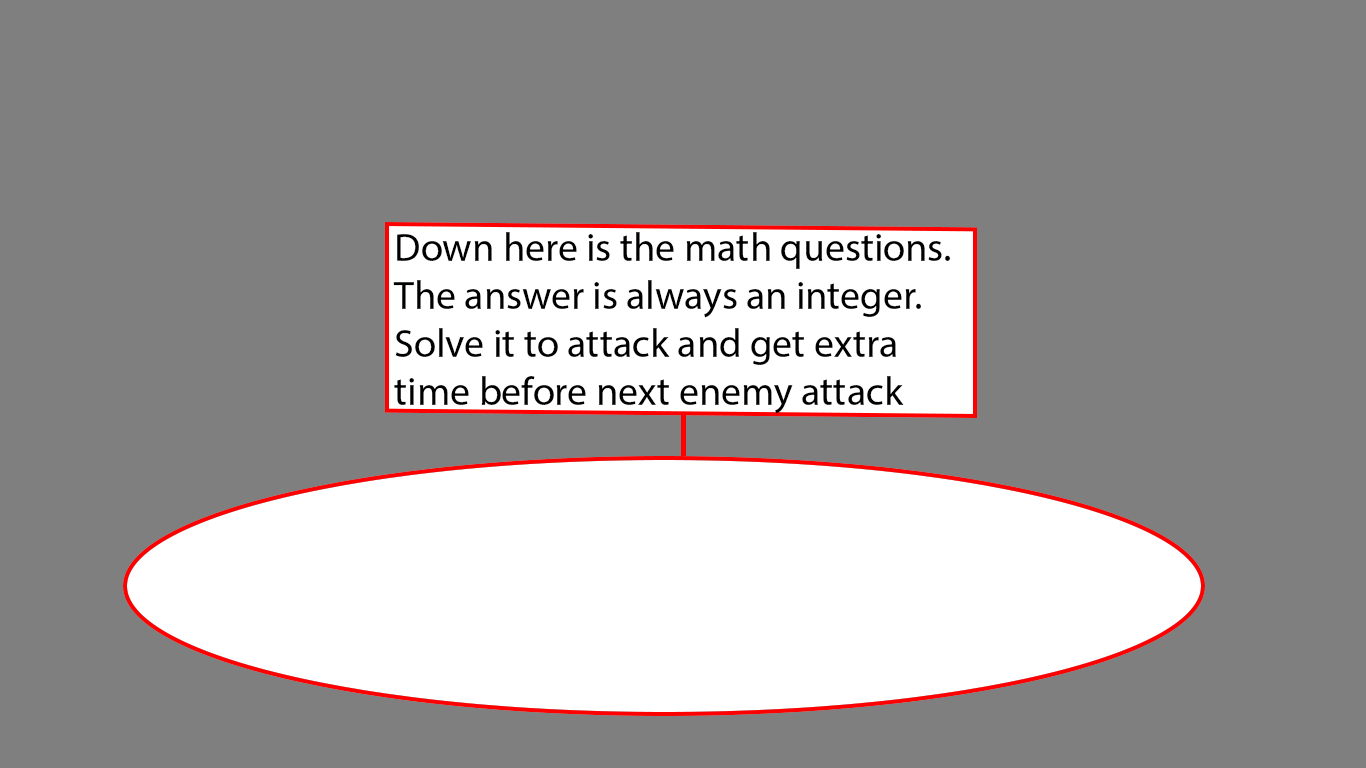 Down here is the math questions.
The answer is always an integer.
Solve it to attack and get extra
time before next enemy attack